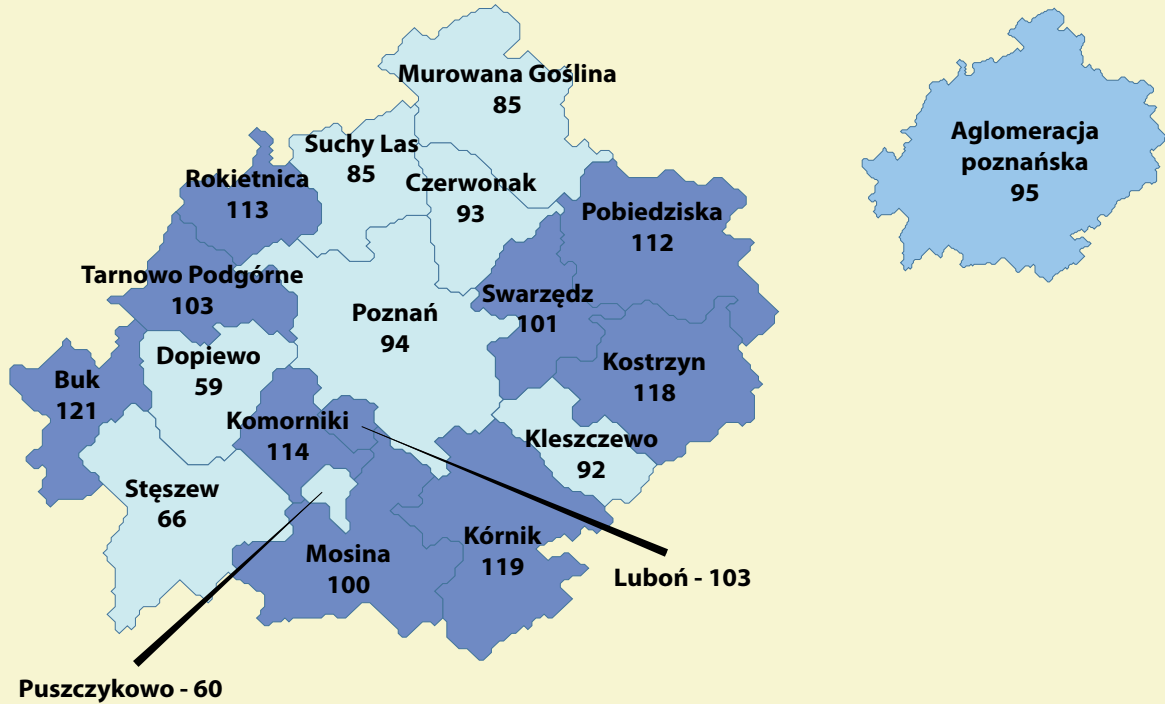 Murowana Goślina
85
Suchy Las
85
Czerwonak
93
Rokietnica
113
Pobiedziska
112
Tarnowo Podgórne
103
Swarzędz
101
Poznań
94
Dopiewo
59
Buk
121
Kostrzyn
118
Komorniki
114
Kleszczewo
92
Stęszew
66
Mosina
100
Kórnik
119
Luboń - 103
Puszczykowo - 60
Aglomeracja
poznańska
95